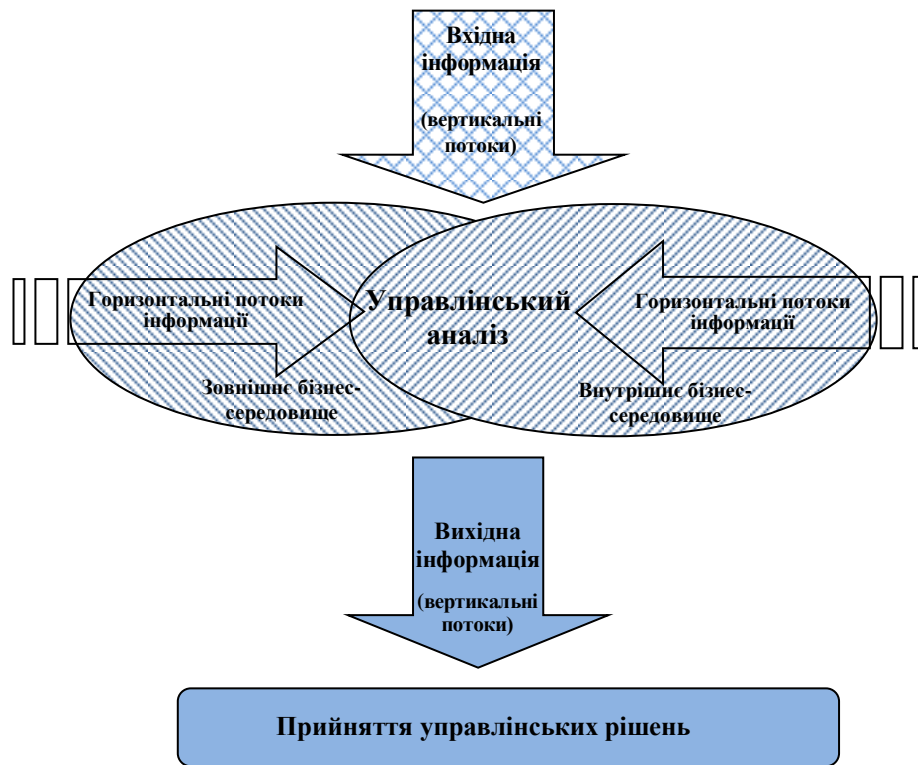 Вхідна
інформація
(вертикальні
потоки)
Горизонтальні потоки
інформації
Управлінський
аналіз
Горизонтальні потоки
інформації
Зовнішнє бізнес-
середовище
Внутрішнє бізнес-
середовище
Вихідна
інформація
(вертикальні
потоки)
Прийняття управлінських рішень